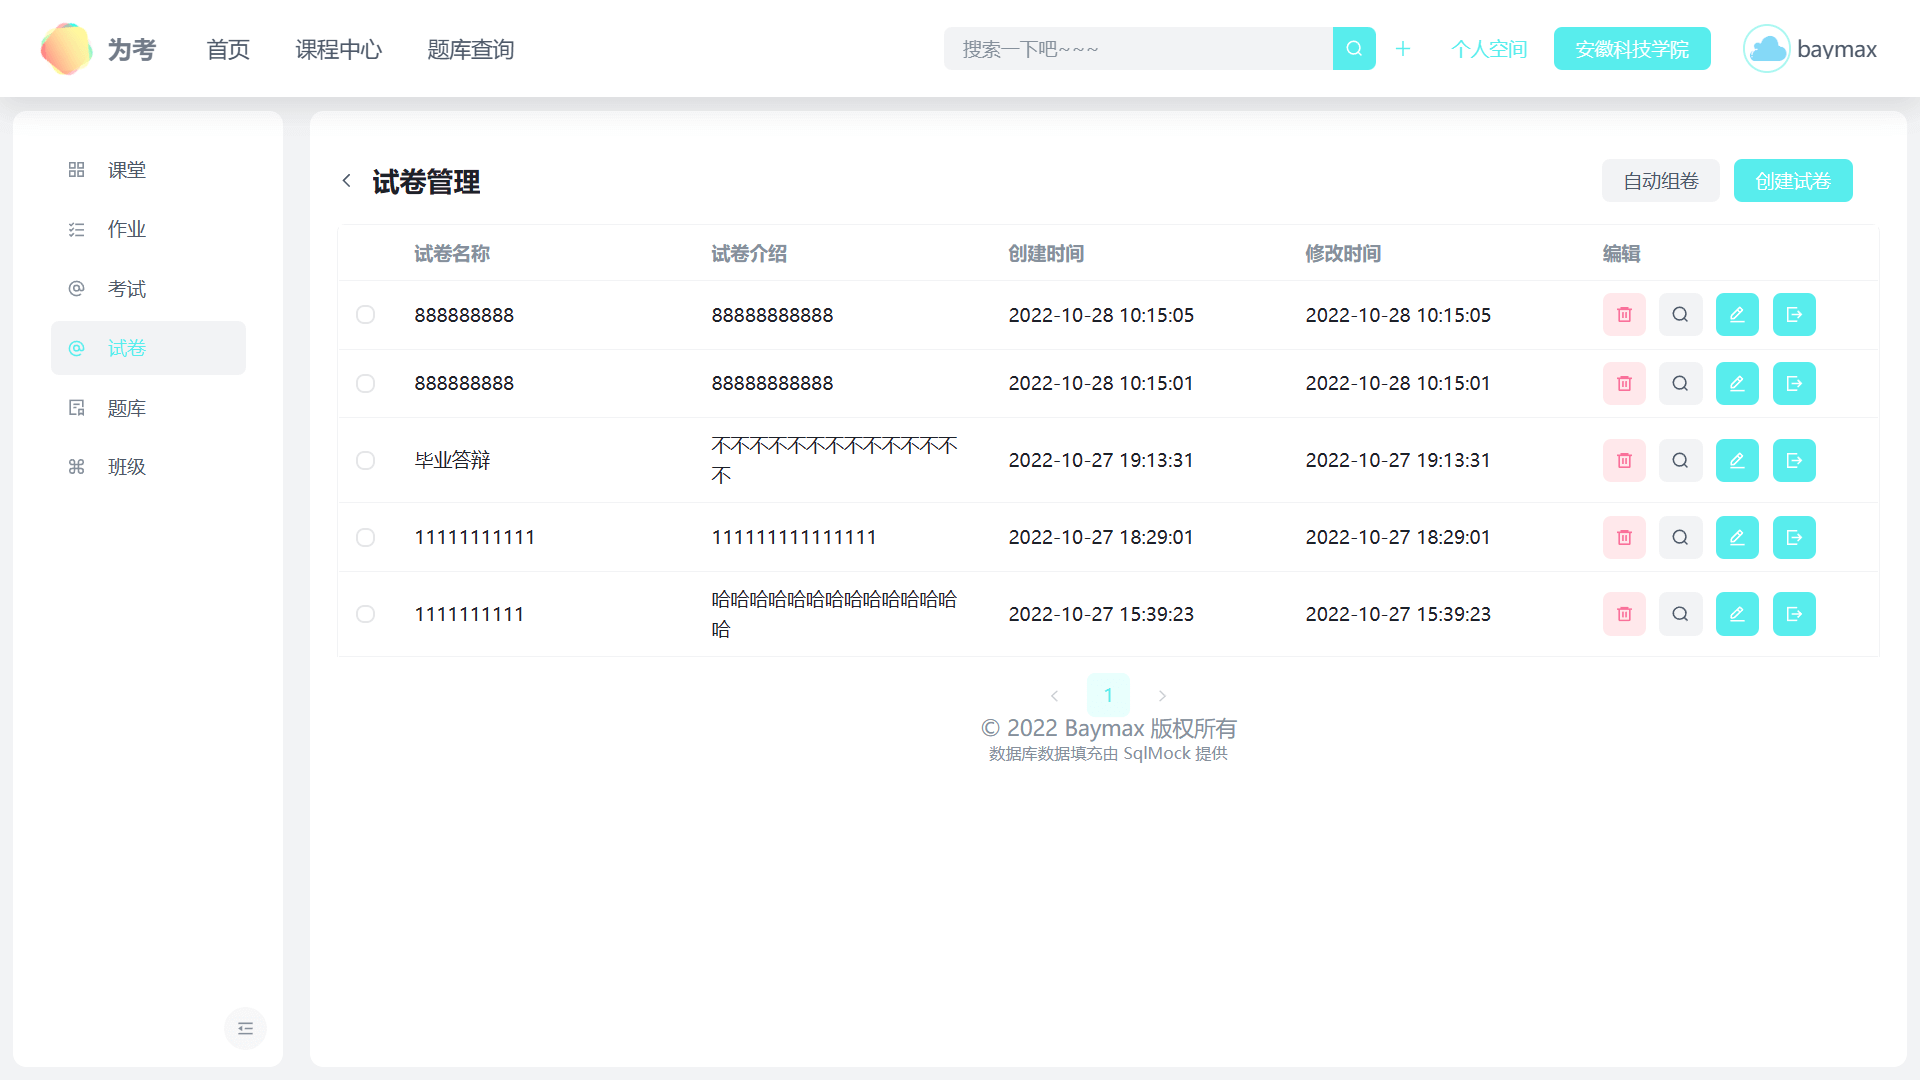 为考
首页
课程中心
题库查询
搜索一下吧~~~
个人空间
安徽科技学院
baymax
课堂
作业
考试
试卷
题库
班级
试卷管理
自动组卷
创建试卷
试卷名称 试卷介绍 创建时间 修改时间 编辑
888888888 88888888888 2022-10-28 10:15:05 2022-10-28 10:15:05
888888888 88888888888 2022-10-28 10:15:01 2022-10-28 10:15:01
毕业答辩 不不不不不不不不不不不不不 2022-10-27 19:13:31 2022-10-27 19:13:31
不
11111111111 111111111111111 2022-10-27 18:29:01 2022-10-27 18:29:01
1111111111 哈哈哈哈哈哈哈哈哈哈哈哈哈 2022-10-27 15:39:23 2022-10-27 15:39:23
哈
1
© 2022 Baymax 版权所有
数据库数据填充由 SqlMock 提供